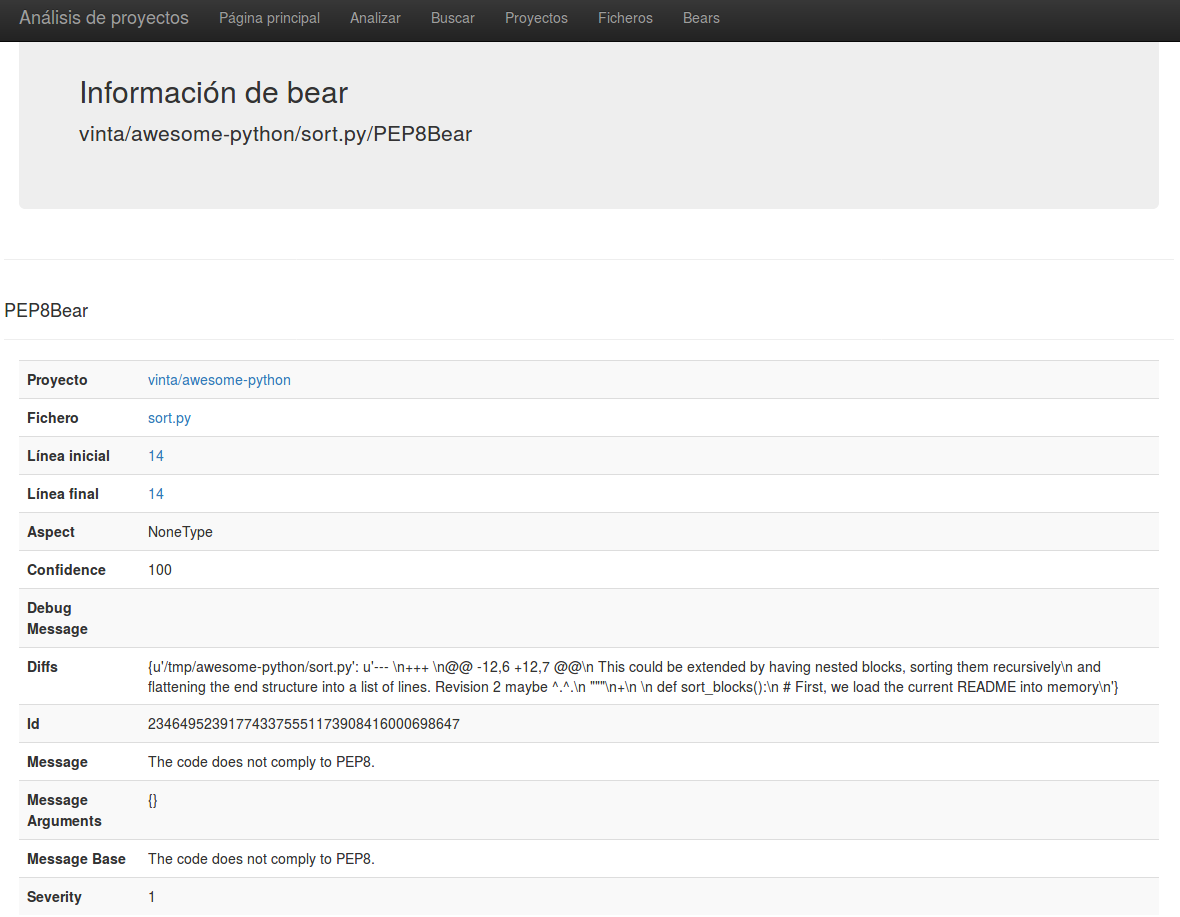 Análisis de proyectos Página principal Analizar Buscar Proyectos Ficheros Bears
Información de bear
vinta/awesome-python/sort.py/PEP8Bear
PEP8Bear
Proyecto vinta/awesome-python
Fichero sort.py
Línea inicial 14
Línea final 14
Aspect NoneType
Confidence 100
Debug
Message
Diffs {u'/tmp/awesome-python/sort.py': u'--- \n+++ \n@@ -12,6 +12,7 @@\n This could be extended by having nested blocks, sorting them recursively\n and
flattening the end structure into a list of lines. Revision 2 maybe ^.^.\n """\n+\n \n def sort_blocks():\n # First, we load the current README into memory\n'}
Id 234649523917743375551173908416000698647
Message The code does not comply to PEP8.
Message {}
Arguments
Message Base The code does not comply to PEP8.
Severity 1